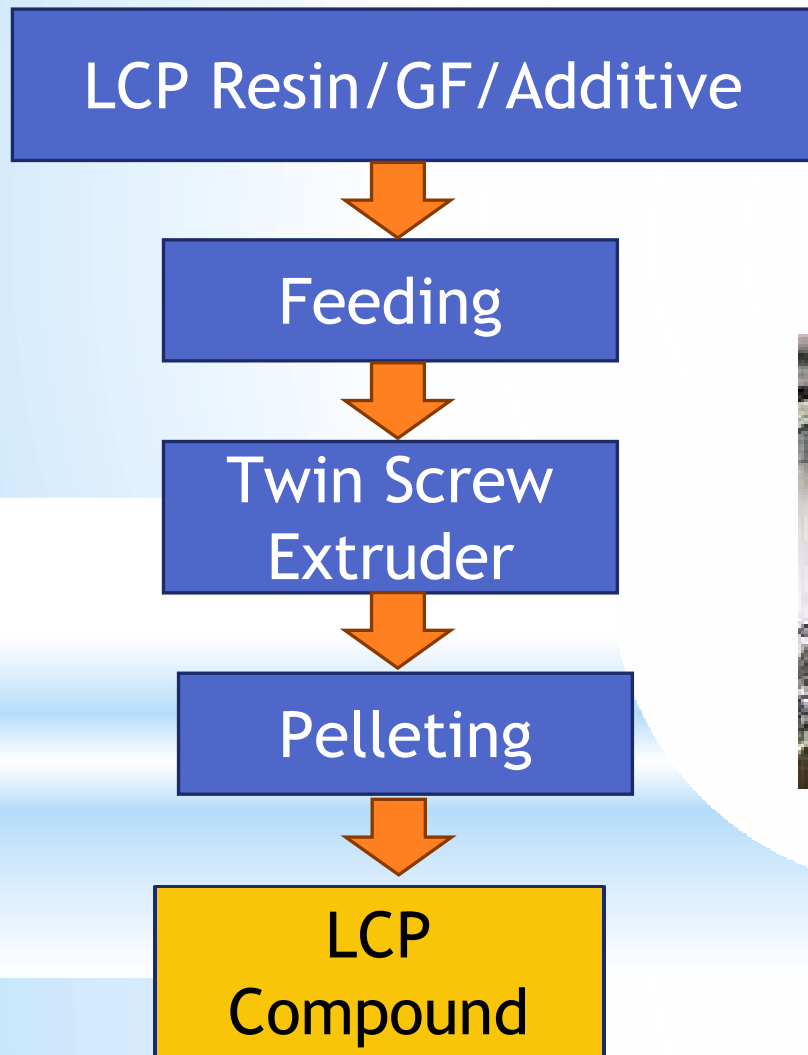 LCP Resin/GF/Additive
Feeding
Twin Screw
Extruder
Pelleting
LCP
Compound